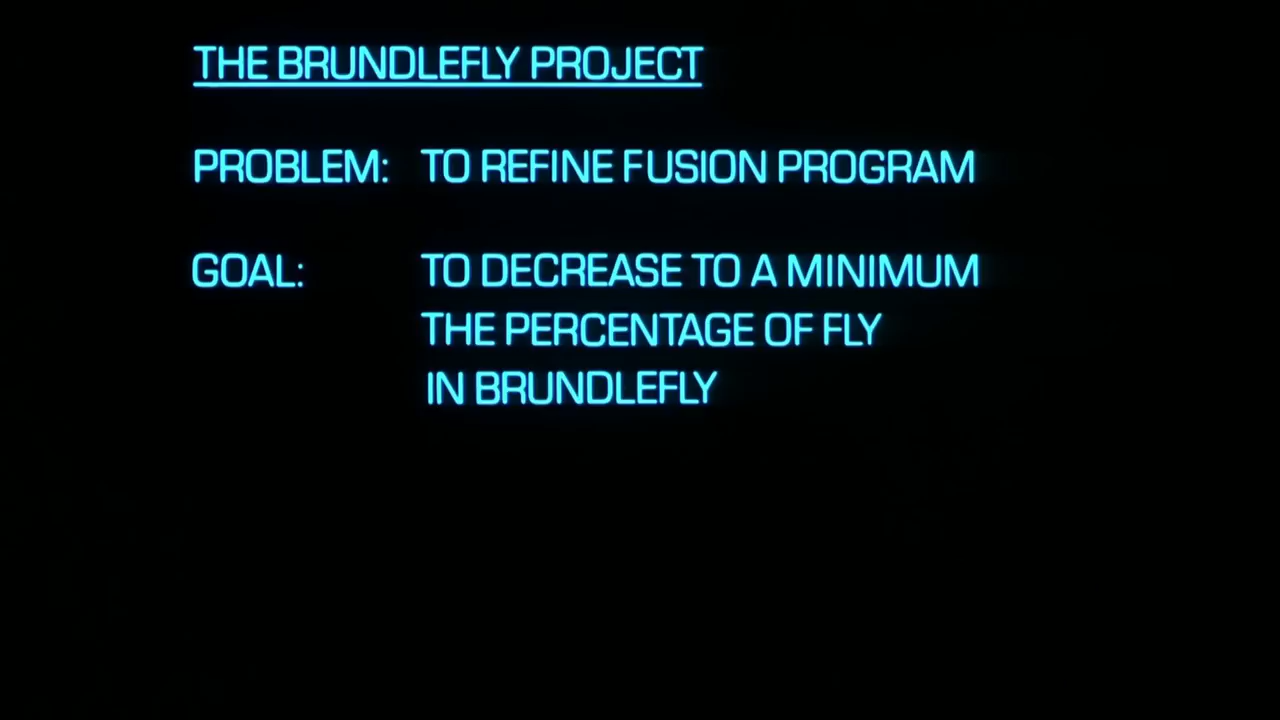 THE BRUNDLEFLY PROJECT
PROBLEM: TO REFINE FUSION PROGRAM
GOAL: TO DECREASE TO A MINIMUM
THE PERCENTAGE OF FLY
IN BRUNDLEFLY